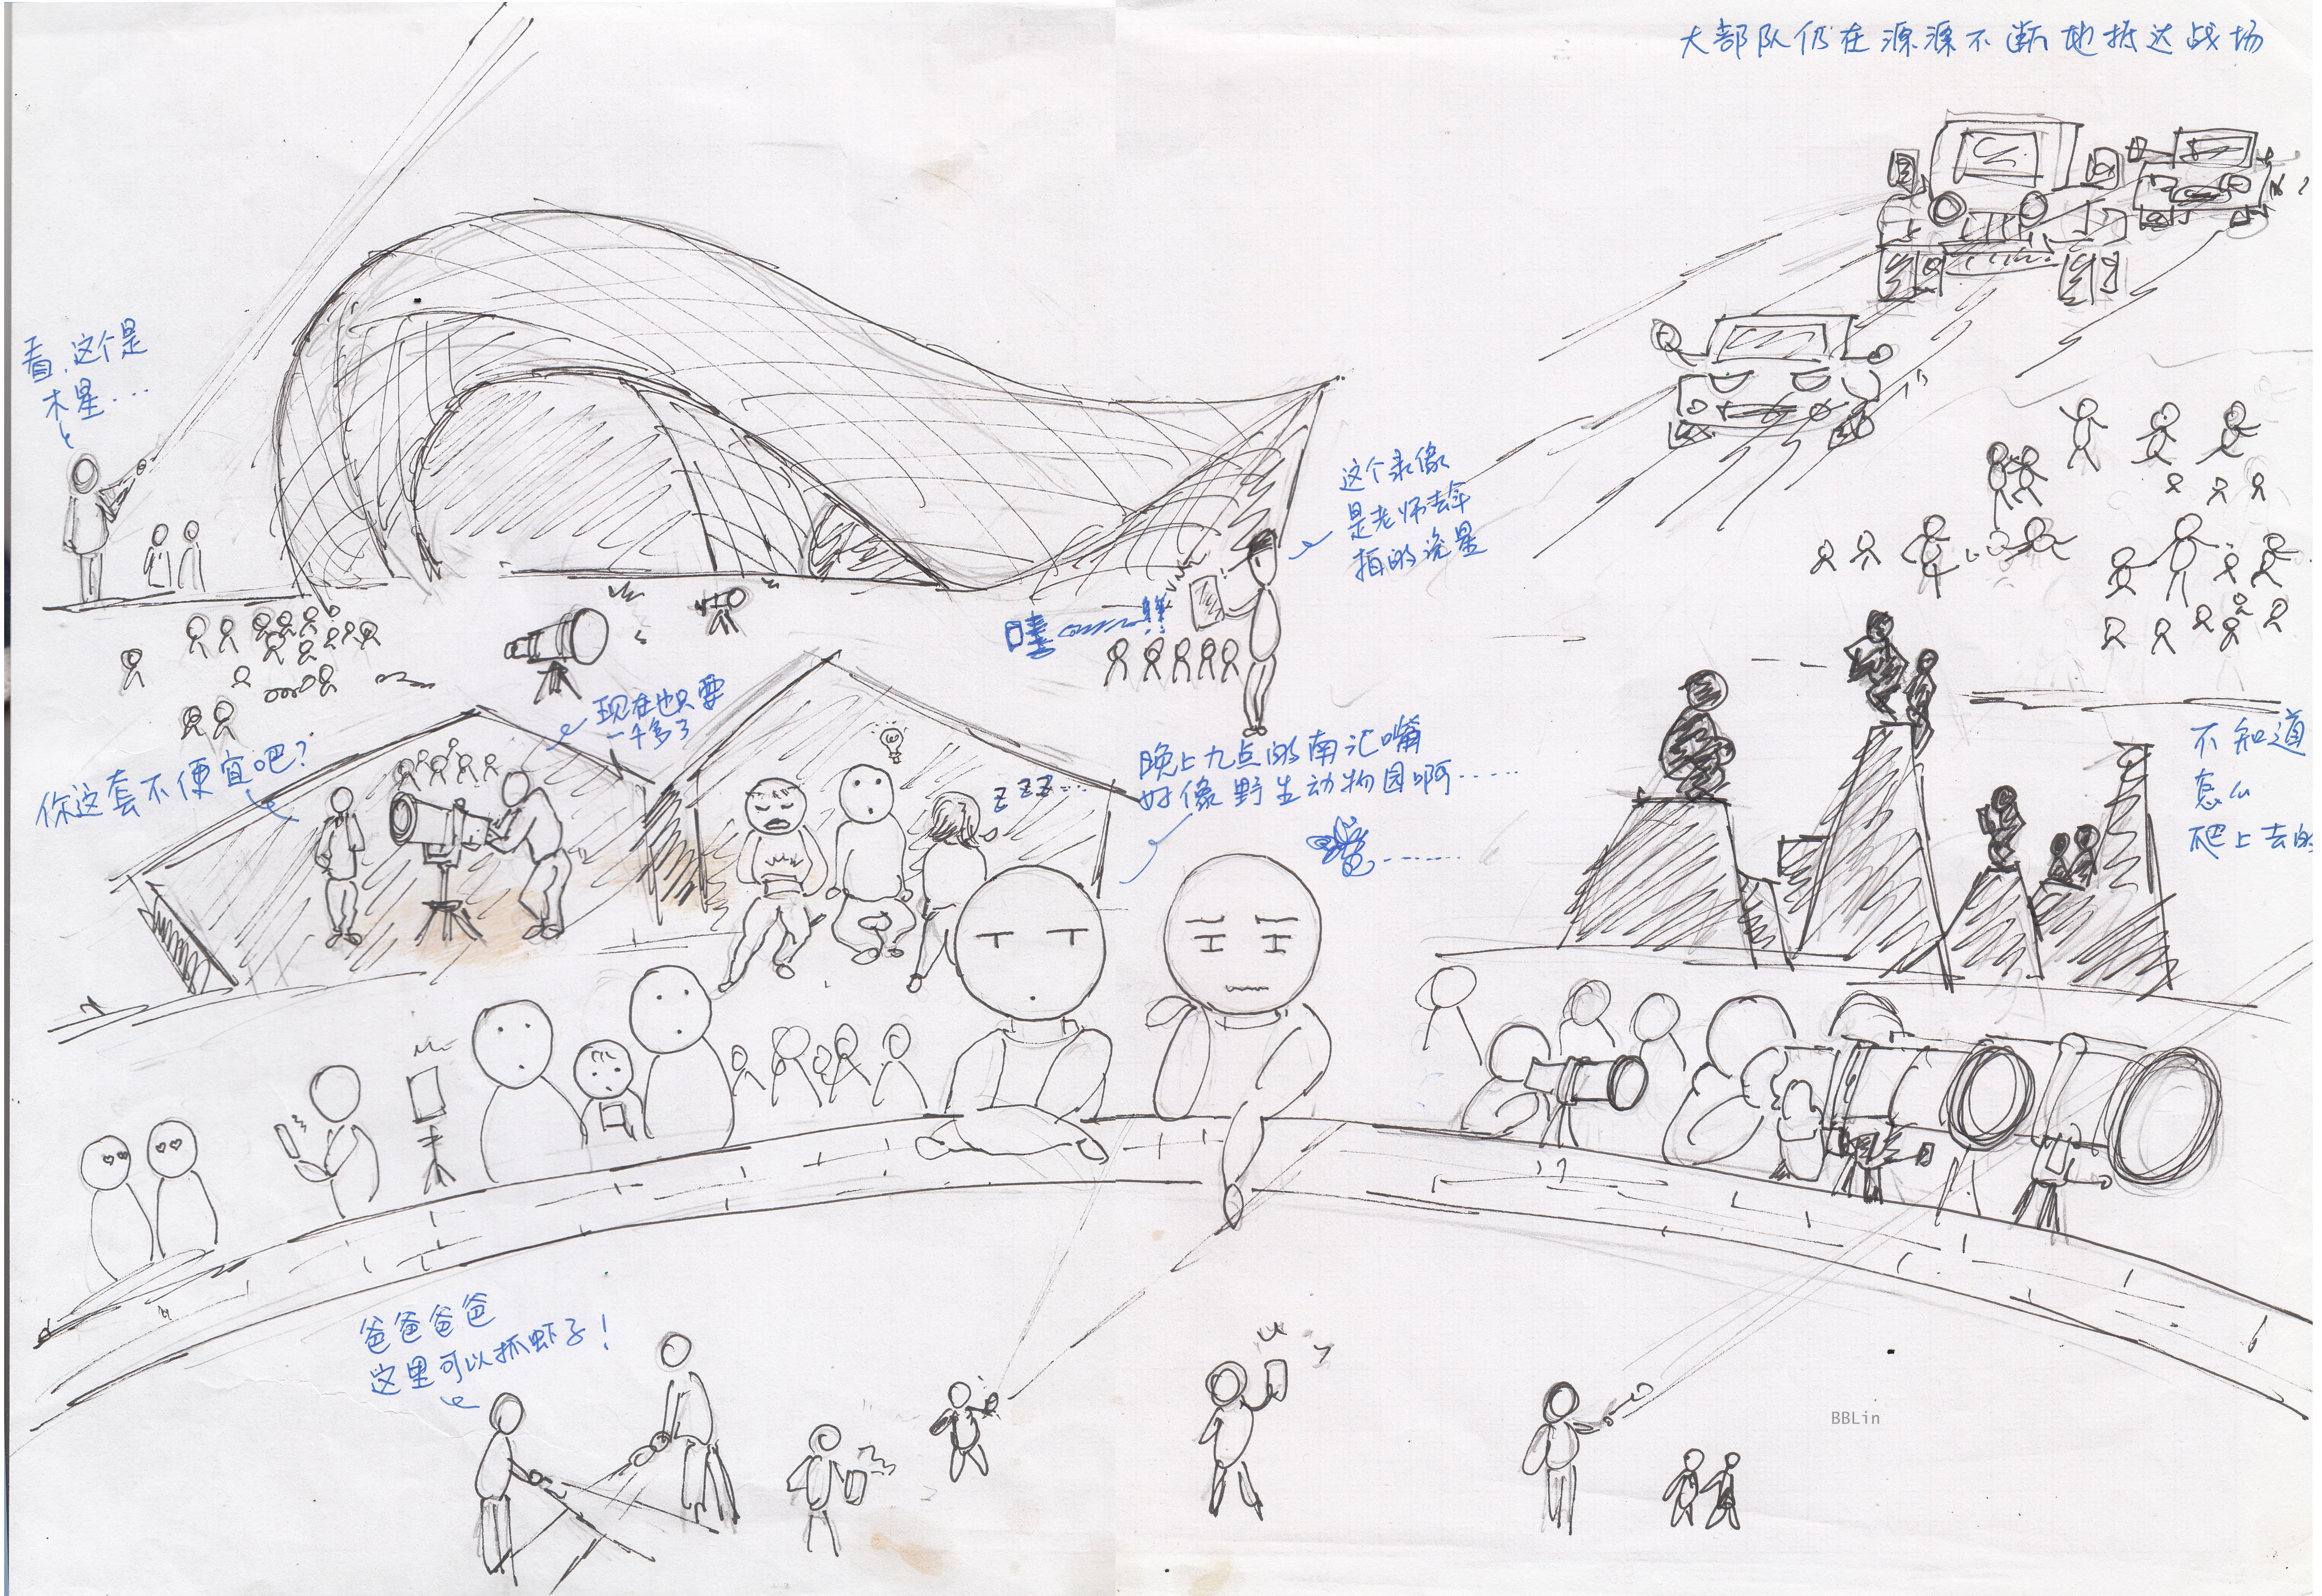 大部队仍在源源不断地抵达战场
看，这个是
木星...
这个录像
是老师去年
拍的流星
哇
现在也只要
一千多了
你这套不便宜吧？
z z z...
晚上九点的南汇嘴
好像野生动物园啊......
不知道
怎么
爬上去的
爸爸爸爸
这里可以抓虾子！
BBLin